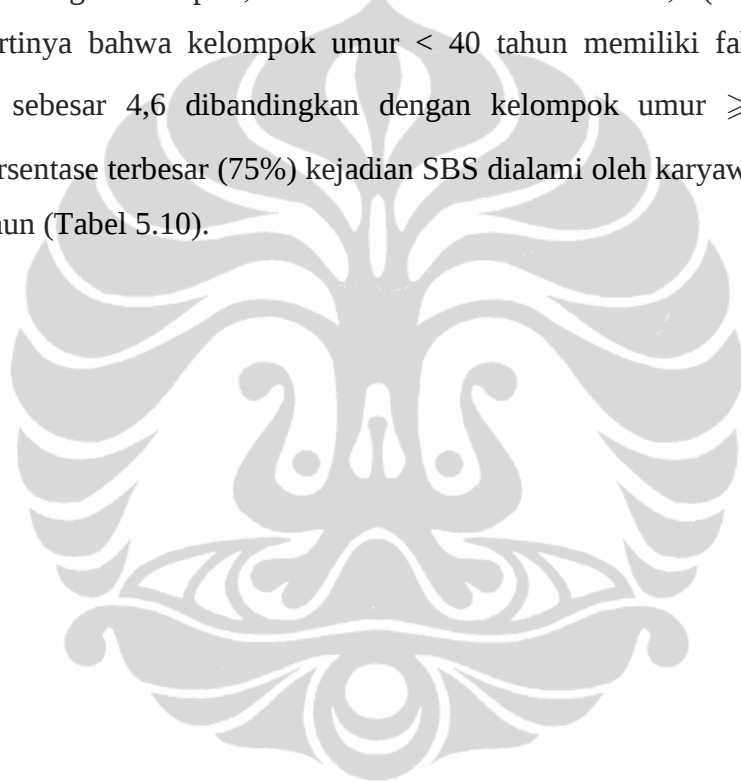 rtinya bahwa kelompok umur < 40 tahun memiliki fa
sebesar 4,6 dibandingkan dengan kelompok umur ≥
rsentase terbesar (75%) kejadian SBS dialami oleh karyaw
un (Tabel 5.10).